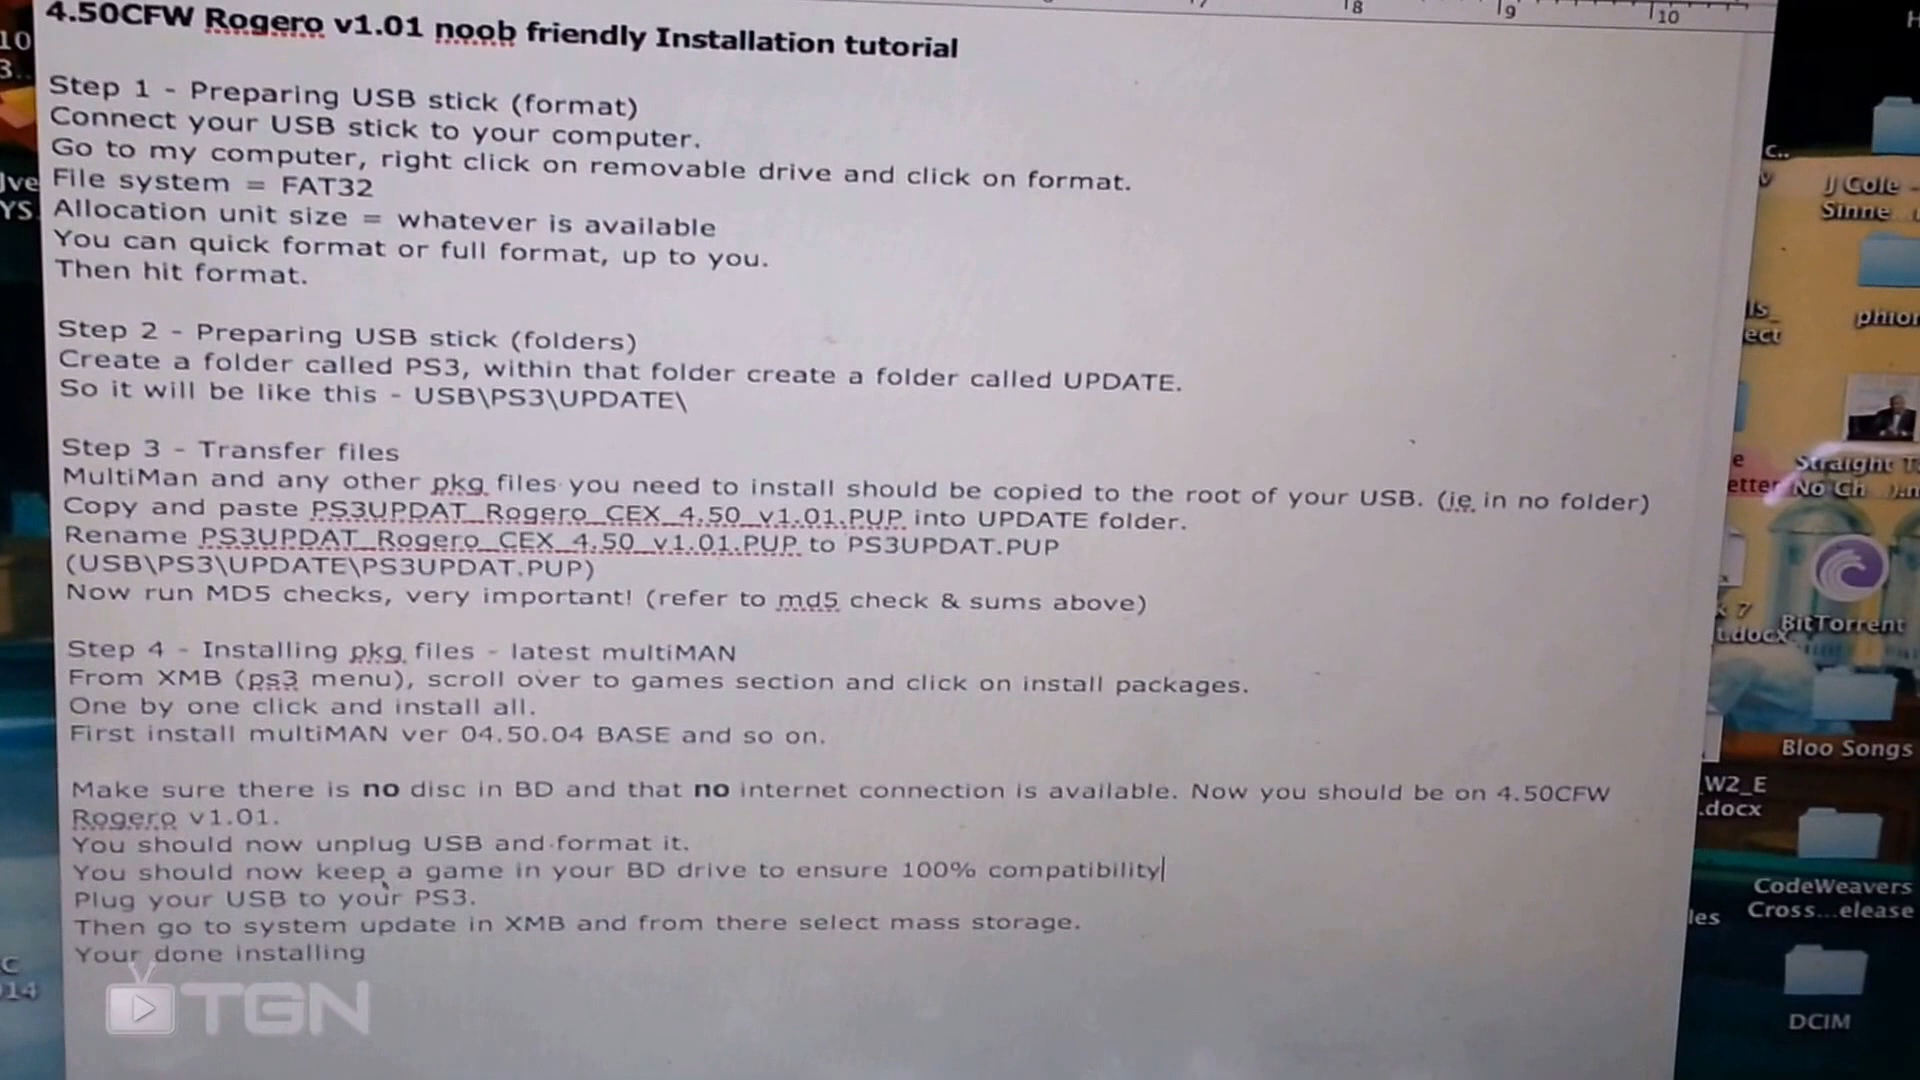 4.50CFW Rogero v1.01 noob friendly Installation tutorial
Step 1 - Preparing USB stick (format)
Connect your USB stick to your computer.
Go to my computer, right click on removable drive and click on format.
File system = FAT32
Allocation unit size = whatever is available
You can quick format or full format, up to you.
Then hit format.
Step 2 - Preparing USB stick (folders)
Create a folder called PS3, within that folder create a folder called UPDATE.
So it will be like this - USB\PS3\UPDATE\
Step 3 - Transfer files
MultiMan and any other pkg files you need to install should be copied to the root of your USB. (ie in no folder)
Copy and paste PS3UPDAT_Rogero_CEX_4.50_v1.01.PUP into UPDATE folder.
Rename PS3UPDAT_Rogero_CEX_4.50_v1.01.PUP to PS3UPDAT.PUP
(USB\PS3\UPDATE\PS3UPDAT.PUP)
Now run MD5 checks, very important! (refer to md5 check & sums above)
Step 4 - Installing pkg files - latest multiMAN
From XMB (ps3 menu), scroll over to games section and click on install packages.
One by one click and install all.
First install multiMAN ver 04.50.04 BASE and so on.
Make sure there is no disc in BD and that no internet connection is available. Now you should be on 4.50CFW
Rogero v1.01.
You should now unplug USB and format it.
You should now keep a game in your BD drive to ensure 100% compatibility
Plug your USB to your PS3.
Then go to system update in XMB and from there select mass storage.
Your done installing
TGN
8
9
10
J Cole -
Sinne
Straight
No Ch
BitTorrent
.docx
Bloo Songs
W2_E
.docx
CodeWeavers
Cross...elease
DCIM